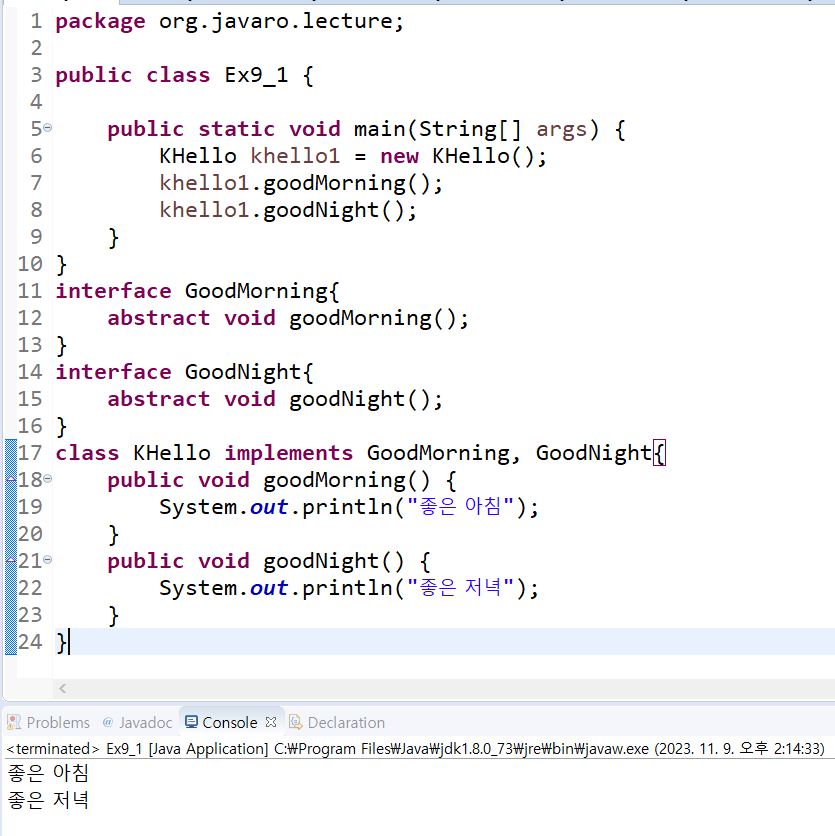 1 package org.javaro.lecture;
2
3 public class Ex9_1 {
4
5 public static void main(String[] args) {
6 KHello khello1 = new KHello();
7 khello1.goodMorning();
8 khello1.goodNight();
9 }
10 }
11 interface GoodMorning{
12 abstract void goodMorning();
13 }
14 interface GoodNight{
15 abstract void goodNight();
16 }
17 class KHello implements GoodMorning, GoodNight{
18 public void goodMorning() {
19 System.out.println("좋은 아침");
20 }
21 public void goodNight() {
22 System.out.println("좋은 저녁");
23 }
24 }
Problems @ Javadoc Console Declaration
<terminated> Ex9_1 [Java Application] C:₩Program Files₩Java₩jdk1.8.0_73₩jre₩bin₩javaw.exe (2023. 11. 9. 오후 2:14:33)
좋은 아침
좋은 저녁